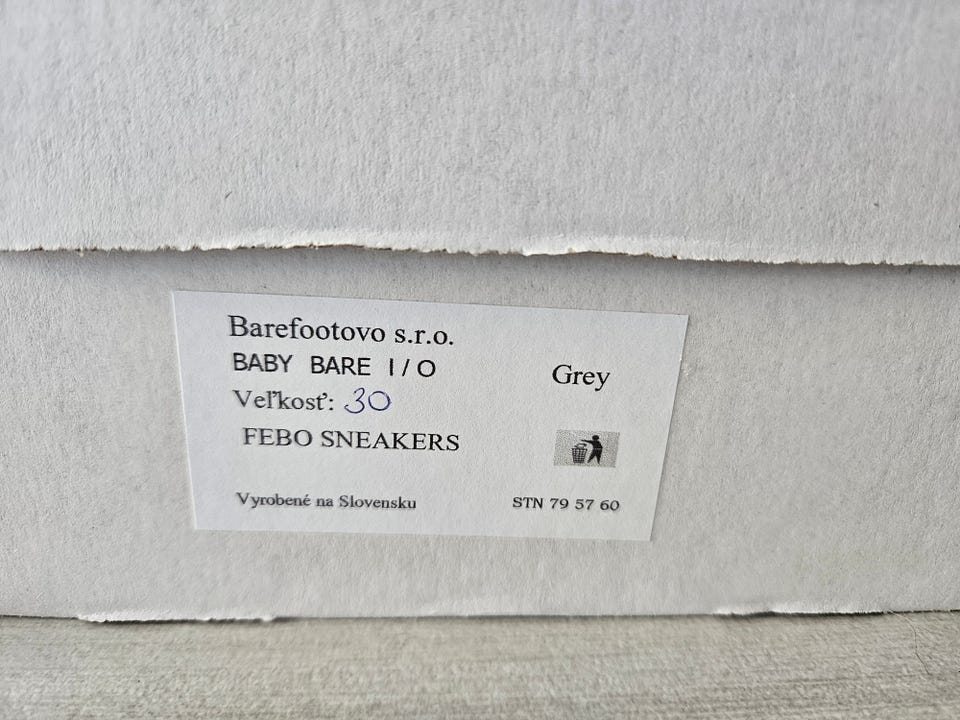 Barefootovo s.r.o.
BABY BARE I/O
Grey
Veľkosť: 30
FEBO SNEAKERS
Vyrobené na Slovensku
STN 79 57 60